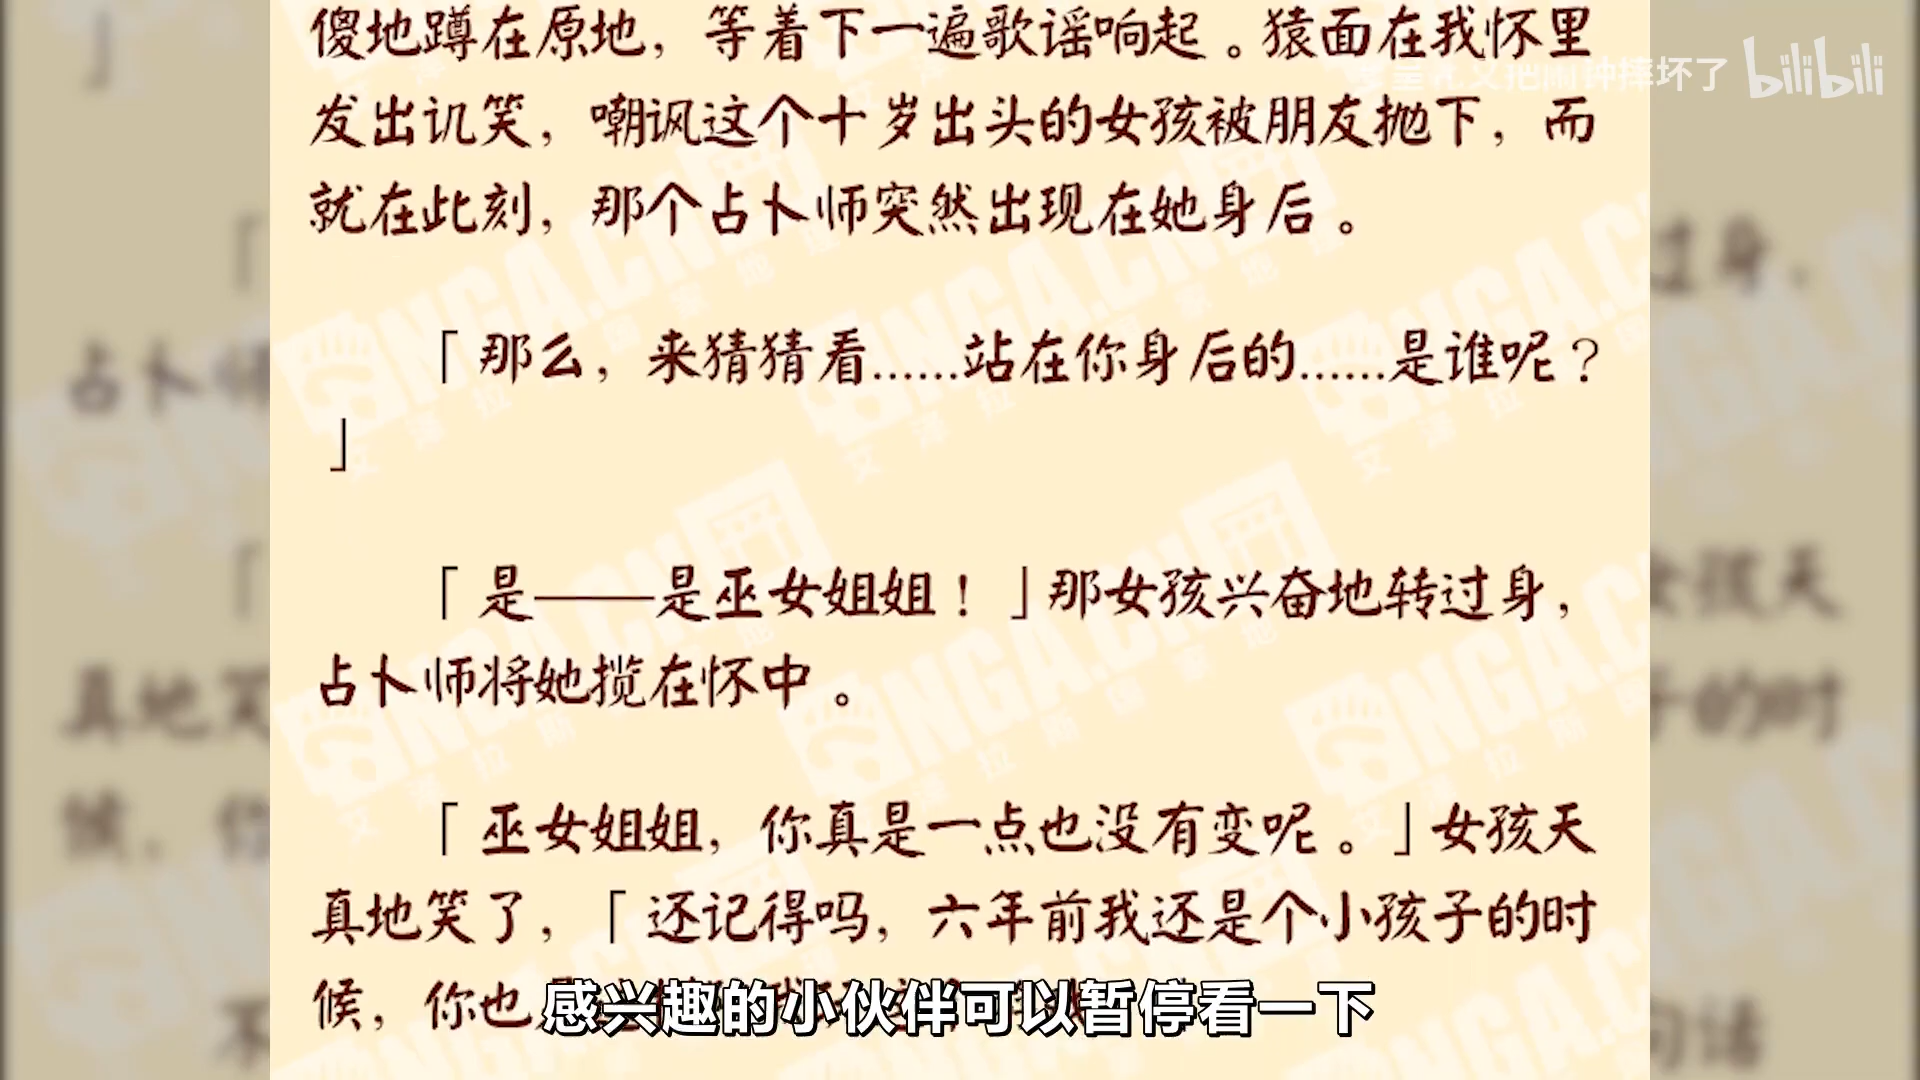 傻地蹲在原地，等着下一遍歌谣响起。猿面在我怀里
又把闹钟摔坏了 bilibili
发出讥笑，嘲讽这个十岁出头的女孩被朋友抛下，而
就在此刻，那个占卜师突然出现在她身后。
「那么，来猜猜看......站在你身后的......是谁呢？
」
「是——是巫女姐姐！」那女孩兴奋地转过身，
占卜师将她揽在怀中。
「巫女姐姐，你真是一点也没有变呢。」女孩天
真地笑了，「还记得吗，六年前我还是个小孩子的时
候，你也
感兴趣的小伙伴可以暂停看一下